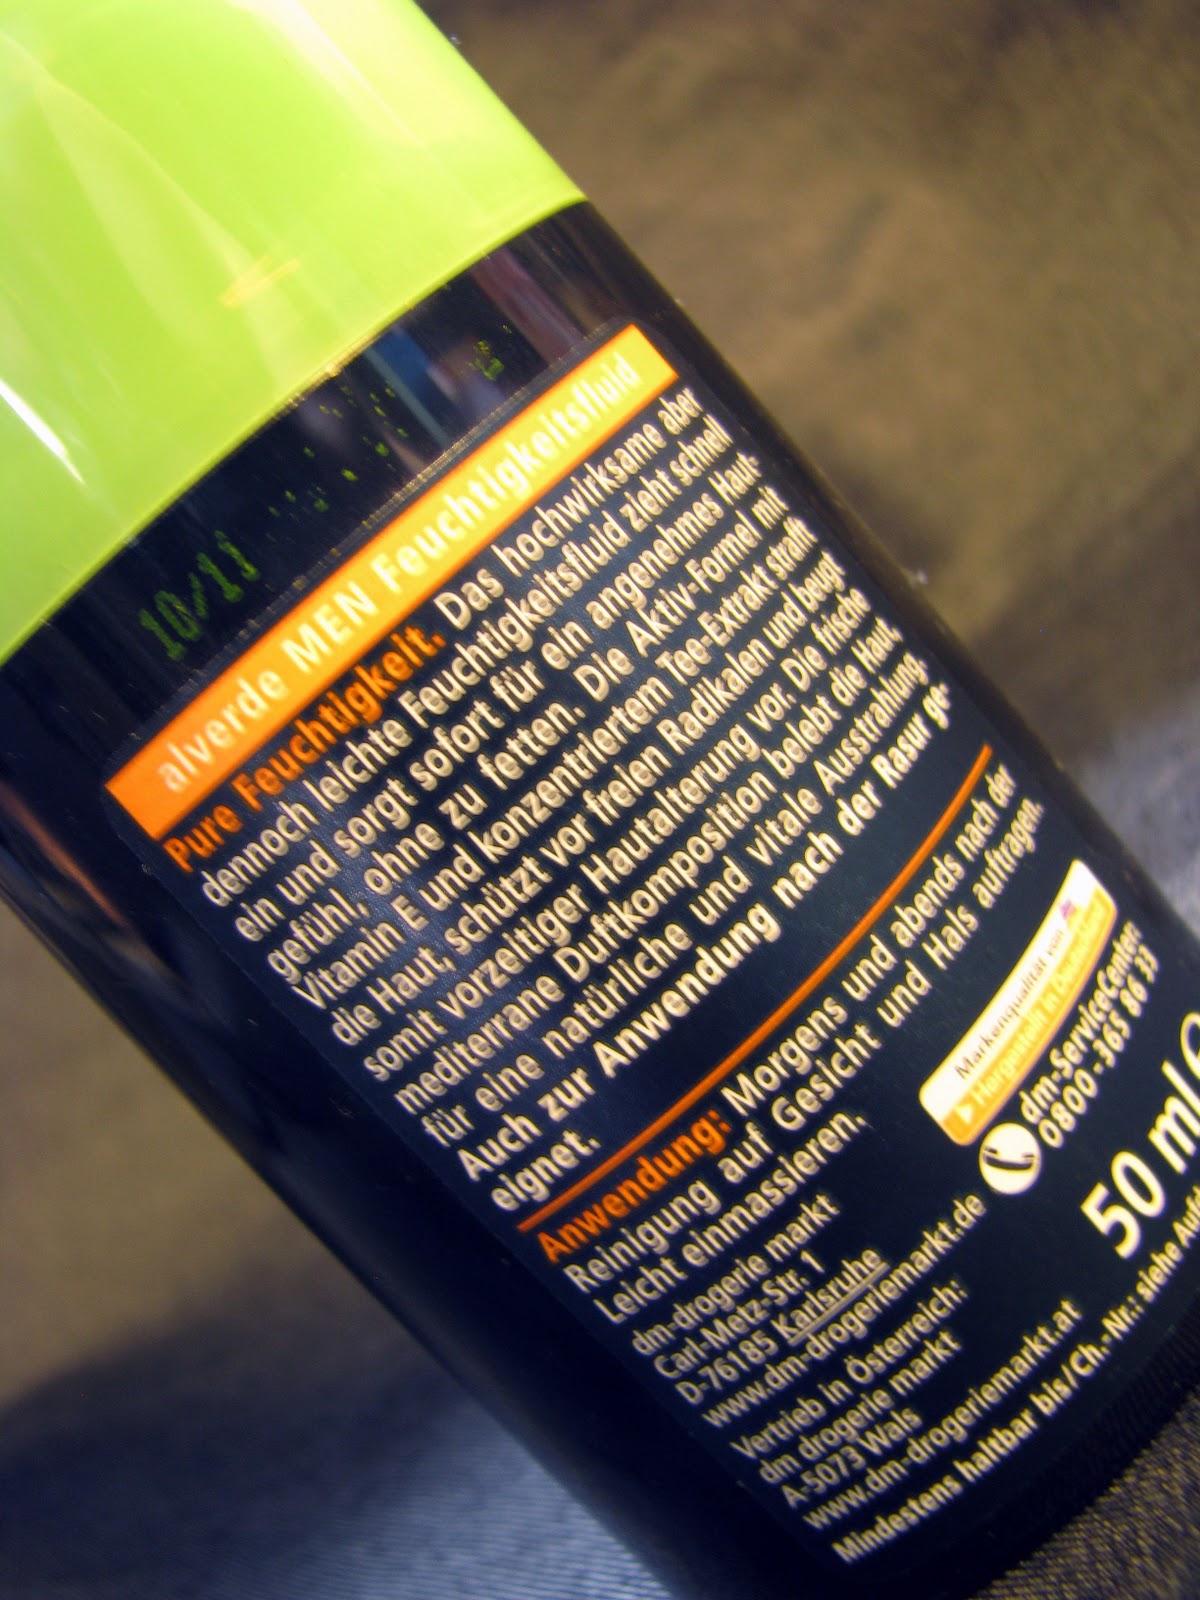 10/11
alverde MEN Feuchtigkeitsfluid
Pure Feuchtigkeit. Das hochwirksame aber
dennoch leichte Feuchtigkeitsfluid zieht schnell
ein und sorgt sofort für ein angenehmes Haut-
gefühl, ohne zu fetten. Die Aktiv-Formel mit
Vitamin E und konzentriertem Tee-Extrakt strafft
die Haut, schützt vor freien Radikalen und beugt
somit vorzeitiger Hautalterung vor. Die frische
mediterrane Duftkomposition belebt die Haut,
für eine natürliche und vitale Ausstrahlung.
Auch zur Anwendung nach der Rasur ge-
eignet.
Anwendung: Morgens und abends nach der
Reinigung auf Gesicht und Hals auftragen.
Leicht einmassieren.
dm-drogerie markt
Carl-Metz-Str. 1
D-76185 Karlsruhe
www.dm-drogeriemarkt.de
Markenqualität von
Hergestellt in Deutschland
dm-ServiceCenter:
0800-365 86 33
50 ml
Vertrieb in Österreich:
dm drogerie markt
A-5073 Wals
www.dm-drogeriemarkt.at
Mindestens haltbar bis/Ch.-Nr.: siehe